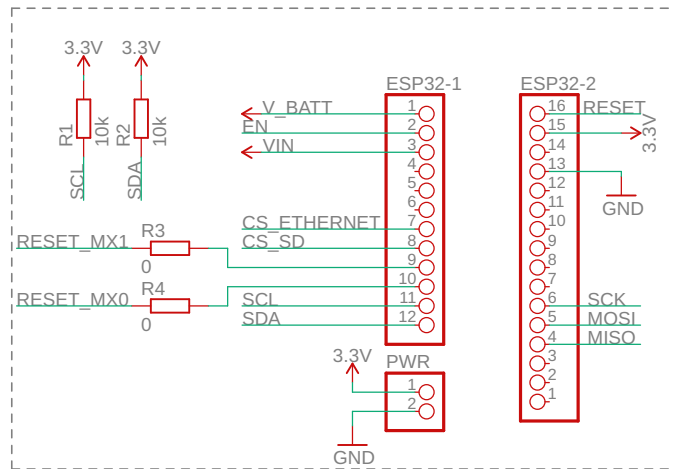 3.3V
3.3V
R1
10k
R2
10k
SCL
SDA
RESET_MX1
R3
0
RESET_MX0
R4
0
ESP32-1
V_BATT
1
EN
2
VIN
3
4
5
6
CS_ETHERNET
7
CS_SD
8
9
10
SCL
11
SDA
12
PWR
3.3V
1
2
GND
ESP32-2
16
RESET
15
3.3V
14
13
GND
12
11
10
9
8
7
6
SCK
5
MOSI
4
MISO
3
2
1